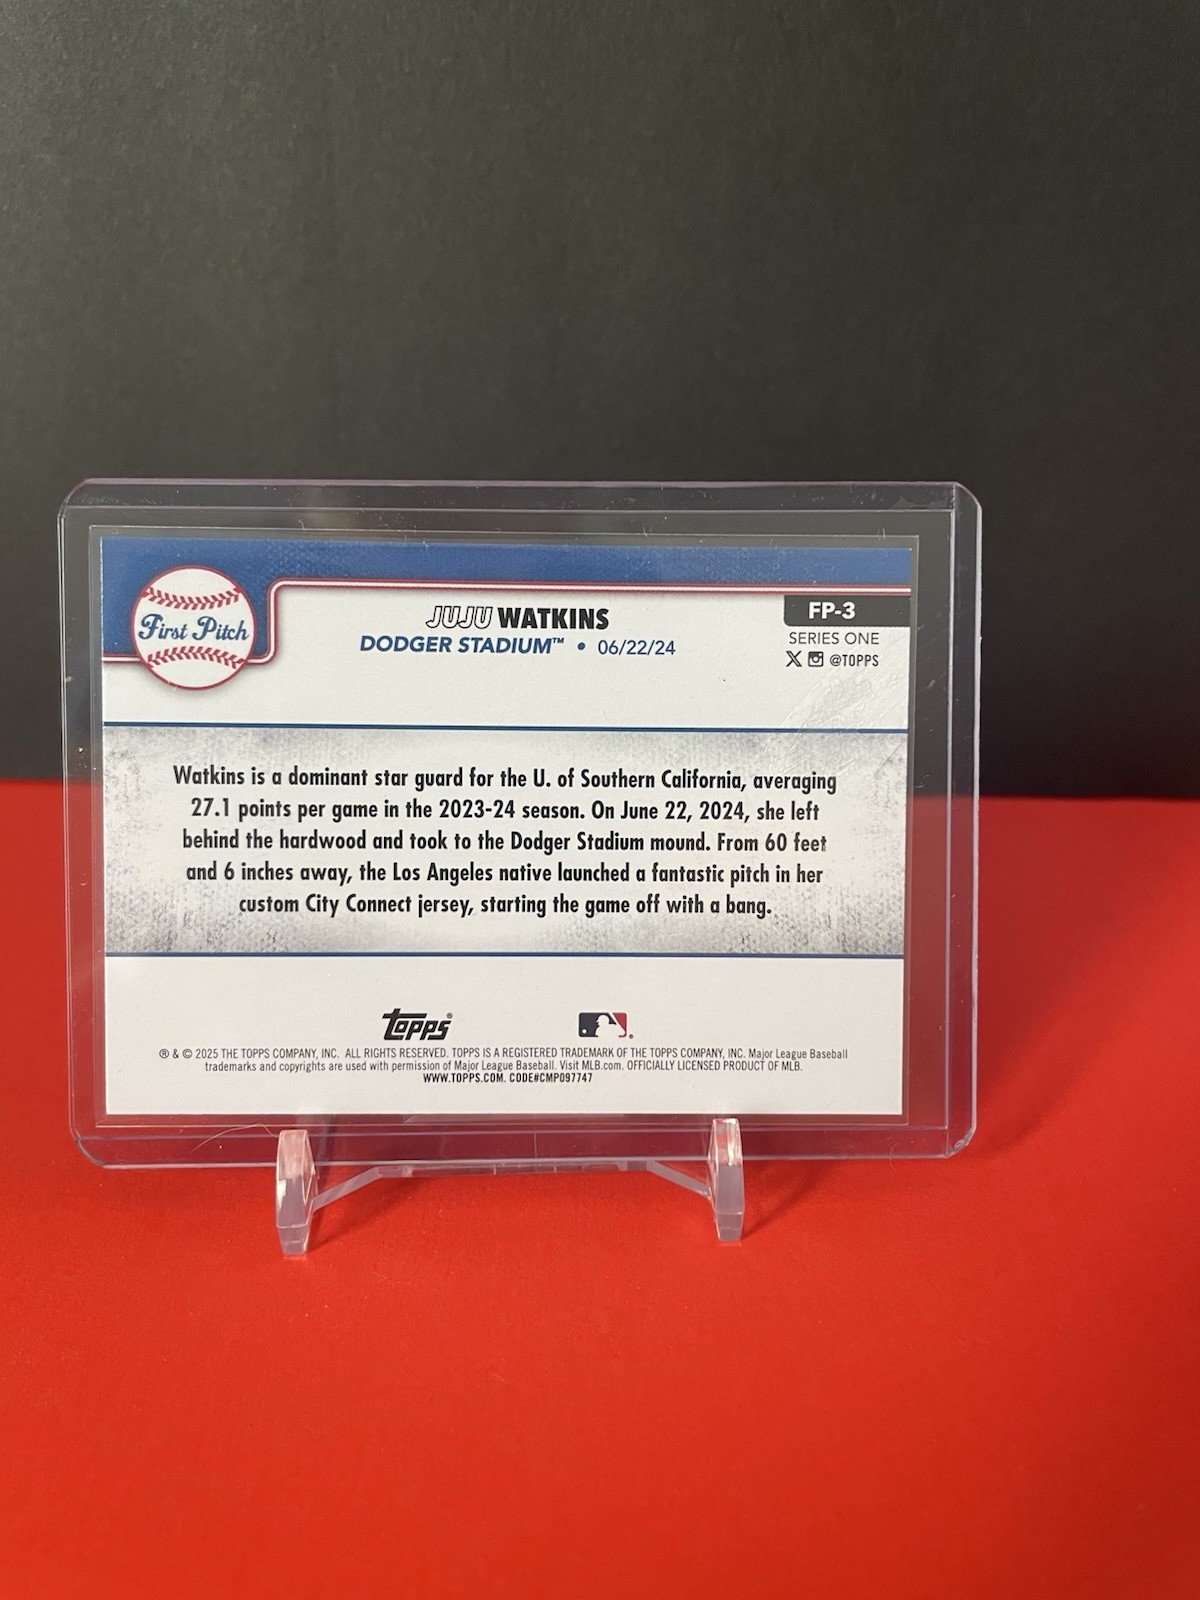 First Pitch
JUJU WATKINS
DODGER STADIUM™ • 06/22/24
FP-3
SERIES ONE
@TOPPS
Watkins is a dominant star guard for the U. of Southern California, averaging
27.1 points per game in the 2023-24 season. On June 22, 2024, she left
behind the hardwood and took to the Dodger Stadium mound. From 60 feet
and 6 inches away, the Los Angeles native launched a fantastic pitch in her
custom City Connect jersey, starting the game off with a bang.
Topps®
® & © 2025 THE TOPPS COMPANY, INC. ALL RIGHTS RESERVED. TOPPS IS A REGISTERED TRADEMARK OF THE TOPPS COMPANY, INC. Major League Baseball
trademarks and copyrights are used with permission of Major League Baseball. Visit MLB.com. OFFICIALLY LICENSED PRODUCT OF MLB.
WWW.TOPPS.COM. CODE#CMP097747